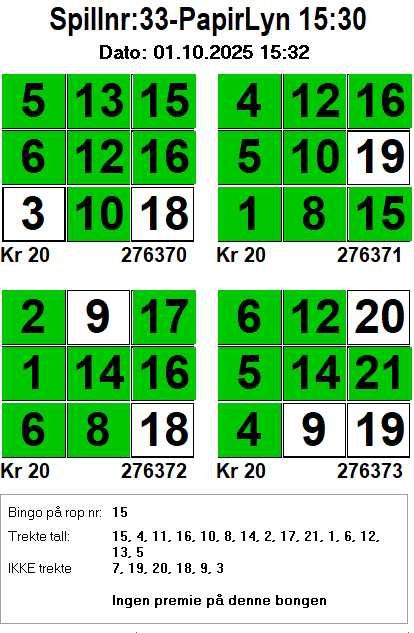 Spillnr:33-PapirLyn 15:30
Dato: 01.10.2025 15:32
5 13 15
6 12 16
3 10 18
Kr 20 276370
4 12 16
5 10 19
1 8 15
Kr 20 276371
2 9 17
1 14 16
6 8 18
Kr 20 276372
6 12 20
5 14 21
4 9 19
Kr 20 276373
Bingo på rop nr: 15
Trekte tall: 15, 4, 11, 16, 10, 8, 14, 2, 17, 21, 1, 6, 12,
13, 5
IKKE trekte 7, 19, 20, 18, 9, 3
Ingen premie på denne bongen